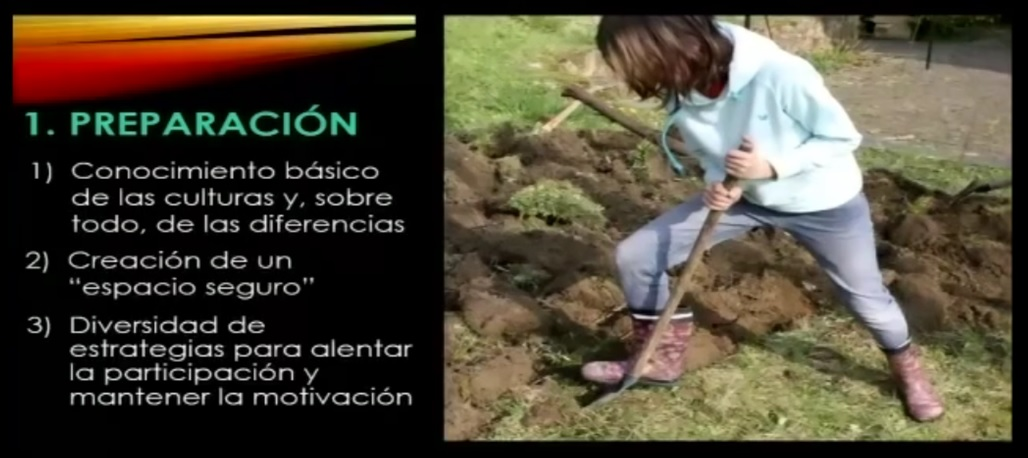 1. PREPARACIÓN
1) Conocimiento básico
de las culturas y, sobre
todo, de las diferencias
2) Creación de un
“espacio seguro”
3) Diversidad de
estrategias para alentar
la participación y
mantener la motivación